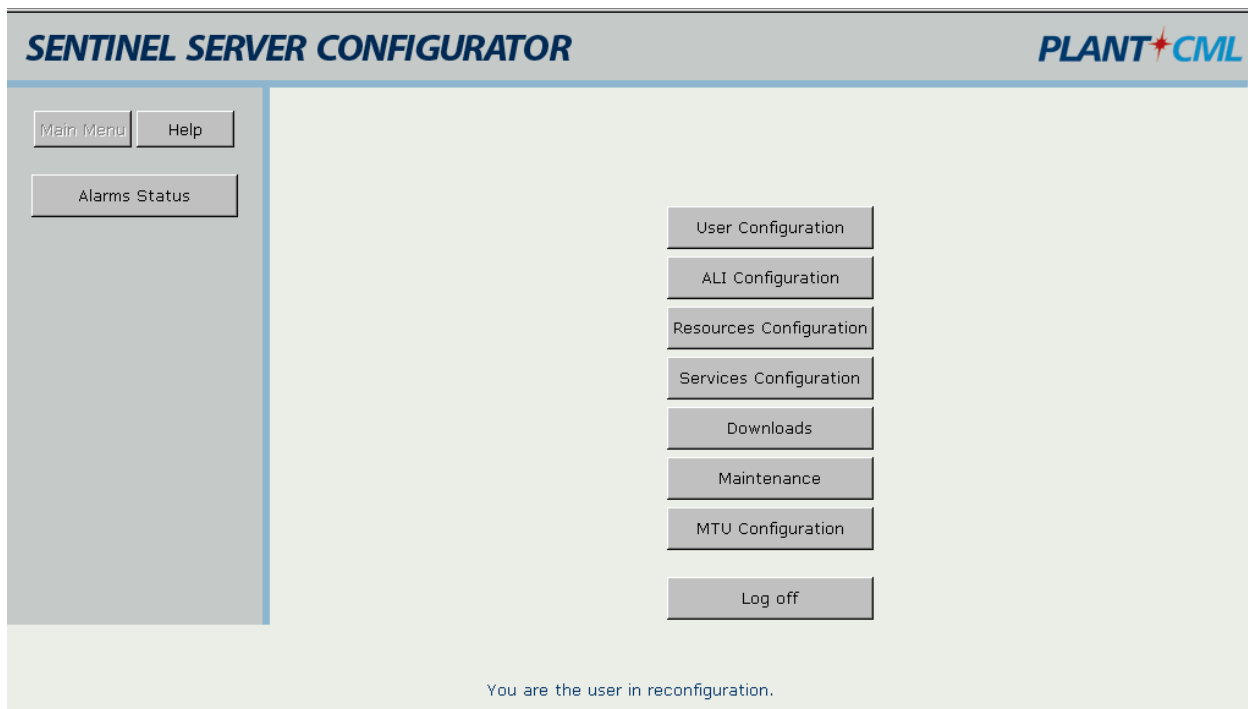 SENTINEL SERVER CONFIGURATOR
PLANT CML
Main Menu
Help
Alarms Status
User Configuration
ALI Configuration
Resources Configuration
Services Configuration
Downloads
Maintenance
MTU Configuration
Log off
You are the user in reconfiguration.